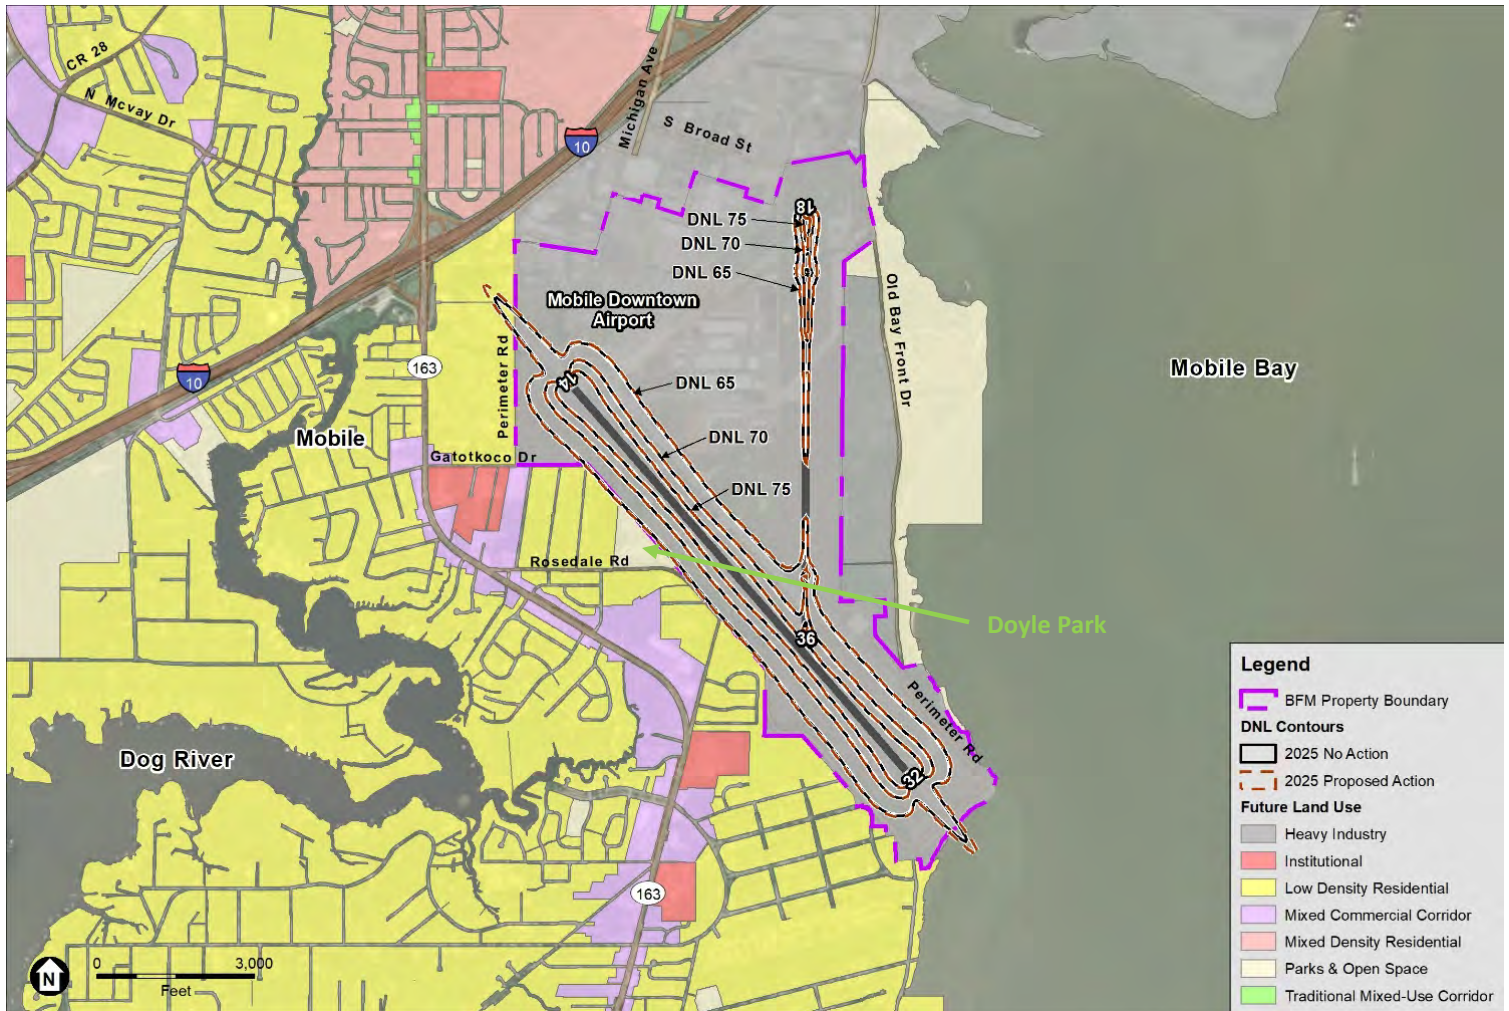 CR 28
N Mcvay Dr
10
Michigan Ave
S Broad St
18
DNL 75
DNL 70
DNL 65
Mobile Downtown
Airport
Old Bay Front Dr
Perimeter Rd
163
10
14
DNL 65
Mobile Bay
Mobile
DNL 70
Gatotkoco Dr
DNL 75
Rosedale Rd
Doyle Park
36
Perimeter Rd
Dog River
32
163
0 3,000
Feet
N
Legend
BFM Property Boundary
DNL Contours
2025 No Action
2025 Proposed Action
Future Land Use
Heavy Industry
Institutional
Low Density Residential
Mixed Commercial Corridor
Mixed Density Residential
Parks & Open Space
Traditional Mixed-Use Corridor